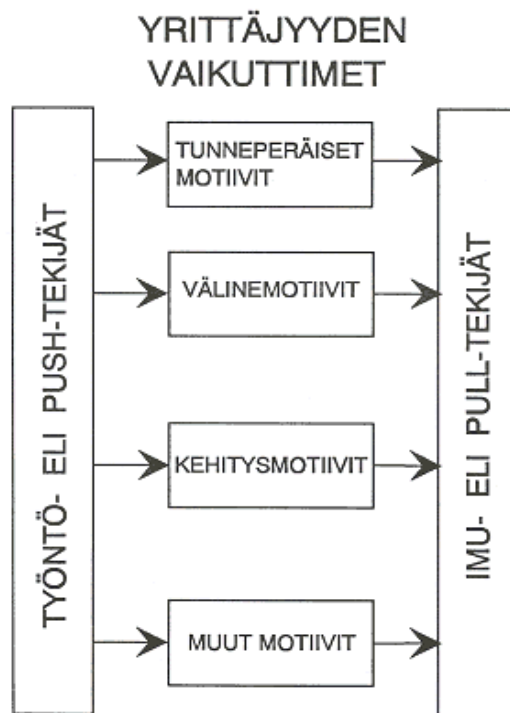 YRITTÄJYYDEN
VAIKUTTIMET
TYÖNTÖ- ELI PUSH-TEKIJÄT
TUNNEPERÄISET
MOTIIVIT
VÄLINEMOTIIVIT
KEHITYSMOTIIVIT
MUUT MOTIIVIT
IMU- ELI PULL-TEKIJÄT